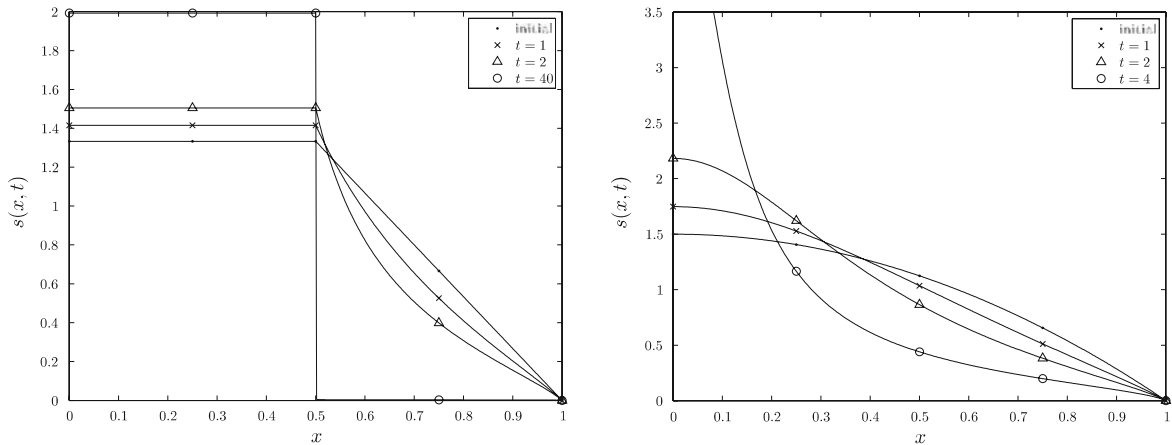 2
1.8
1.6
1.4
1.2
1
0.8
0.6
0.4
0.2
0
s(x, t)
0 0.1 0.2 0.3 0.4 0.5 0.6 0.7 0.8 0.9 1
x
initial
t = 1
t = 2
t = 40
3.5
3
2.5
2
1.5
1
0.5
0
s(x, t)
0 0.1 0.2 0.3 0.4 0.5 0.6 0.7 0.8 0.9 1
x
initial
t = 1
t = 2
t = 4